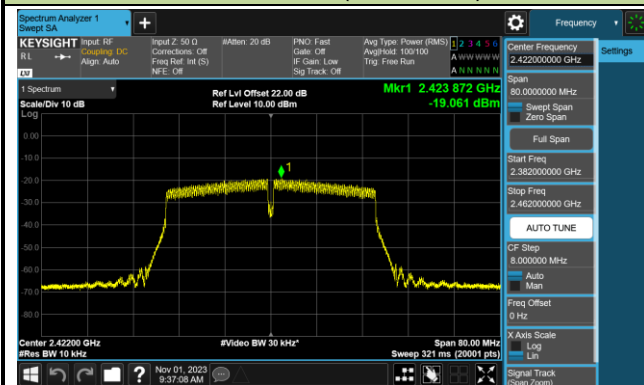 Spectrum Analyzer 1
Swept SA
+
Frequency
KEYSIGHT
RL
Input: RF
Coupling: DC
Align: Auto
Input Z: 50 Ω
Corrections: Off
Freq Ref: Int (S)
NFE: Off
#Atten: 20 dB
PNO: Fast
Gate: Off
IF Gain: Low
Sig Track: Off
Avg Type: Power (RMS)
Avg|Hold: 100/100
Trig: Free Run
1 2 3 4 5 6
A W W W W W
A N N N N N
1 Spectrum
Scale/Div 10 dB
Log
Ref Lvl Offset 22.00 dB
Ref Level 10.00 dBm
Mkr1 2.423 872 GHz
-19.061 dBm
1
0.00
-10.0
-20.0
-30.0
-40.0
-50.0
-60.0
-70.0
-80.0
Center 2.42200 GHz
#Res BW 10 kHz
#Video BW 30 kHz*
Span 80.00 MHz
Sweep 321 ms (20001 pts)
Nov 01, 2023
9:37:08 AM
Center Frequency
2.422000000 GHz
Settings
Span
80.0000000 MHz
Swept Span
Zero Span
Full Span
Start Freq
2.382000000 GHz
Stop Freq
2.462000000 GHz
AUTO TUNE
CF Step
8.000000 MHz
Auto
Man
Freq Offset
0 Hz
X Axis Scale
Log
Lin
Signal Track
(Span Zoom)